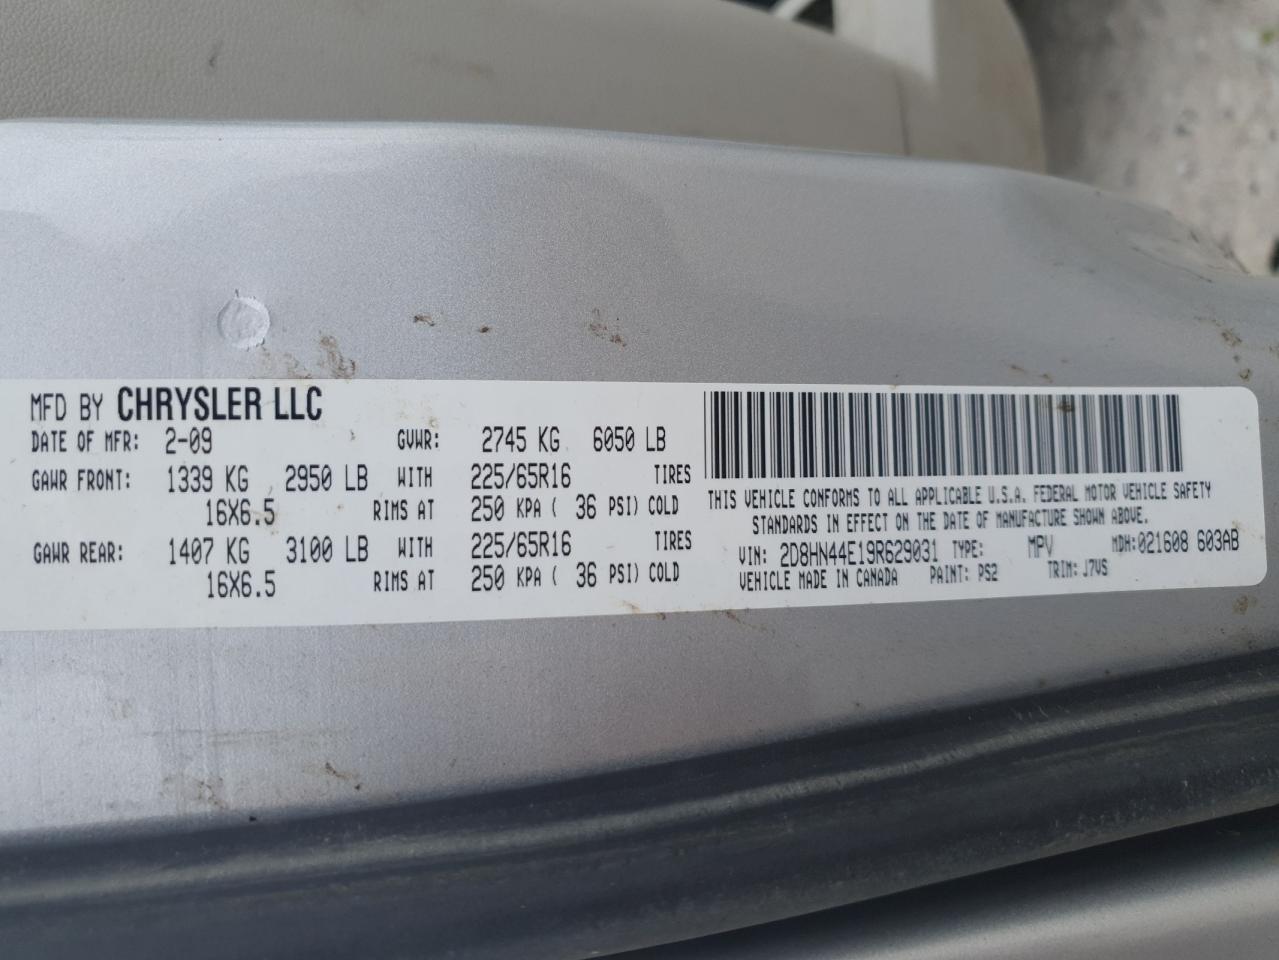 MFD BY CHRYSLER LLC
DATE OF MFR: 2-09 GVWR: 2745 KG 6050 LB
GAWR FRONT: 1339 KG 2950 LB WITH 225/65R16 TIRES
16X6.5 RIMS AT 250 KPA ( 36 PSI) COLD
GAWR REAR: 1407 KG 3100 LB WITH 225/65R16 TIRES
16X6.5 RIMS AT 250 KPA ( 36 PSI) COLD
THIS VEHICLE CONFORMS TO ALL APPLICABLE U.S.A. FEDERAL MOTOR VEHICLE SAFETY
STANDARDS IN EFFECT ON THE DATE OF MANUFACTURE SHOWN ABOVE.
VIN: 2D8HN44E19R629031 TYPE: MPV MDH:021608 603AB
VEHICLE MADE IN CANADA PAINT: PS2 TRIM: J7VS